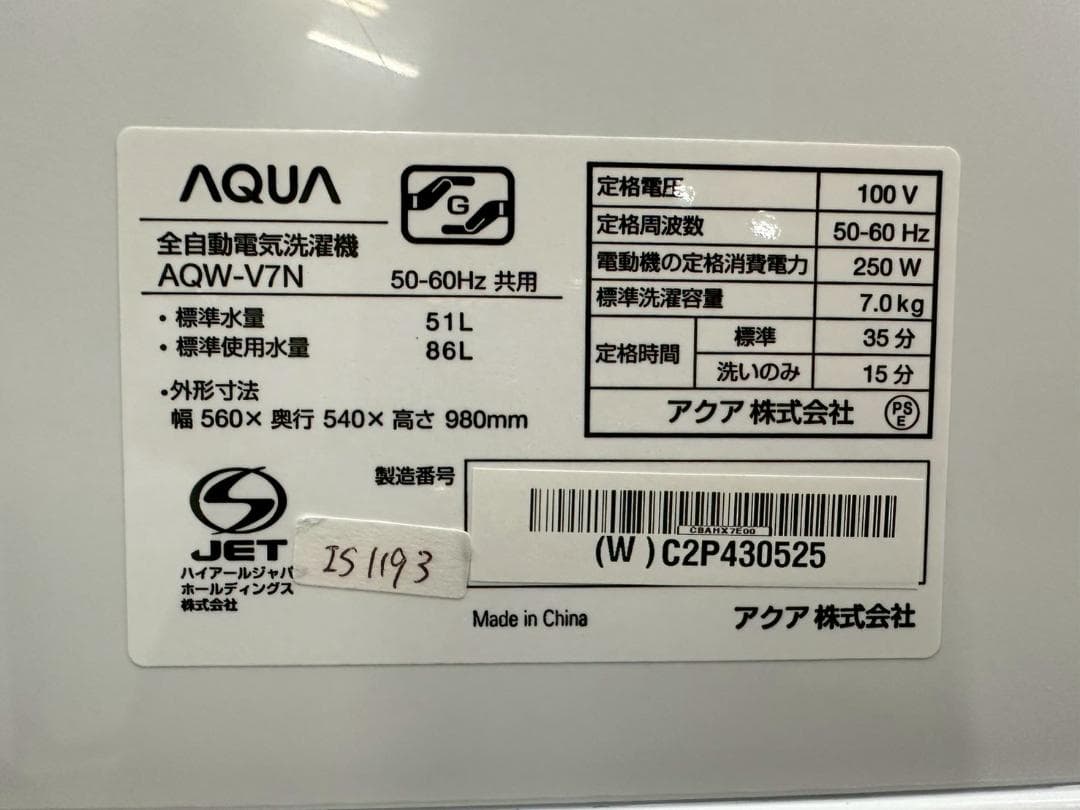 AQUA
G
全自動電気洗濯機
AQW-V7N 50-60Hz 共用
・標準水量 51L
・標準使用水量 86L
・外形寸法
幅 560× 奥行 540× 高さ 980mm
定格電圧 100 V
定格周波数 50-60 Hz
電動機の定格消費電力 250 W
標準洗濯容量 7.0kg
定格時間 標準 35 分
洗いのみ 15 分
アクア 株式会社 PS E
JET
ハイアールジャパ
ホールディングス
株式会社
IS1193
製造番号
CBAHX7E00
(W)C2P430525
Made in China
アクア 株式会社